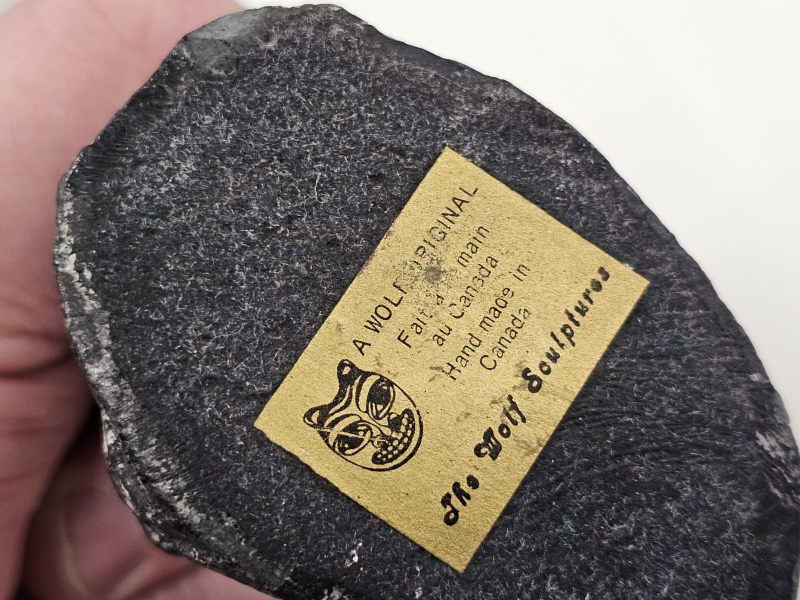 A WOLF ORIGINAL
Fait à la main
au Canada
Hand made in
Canada
The Wolf Sculptures